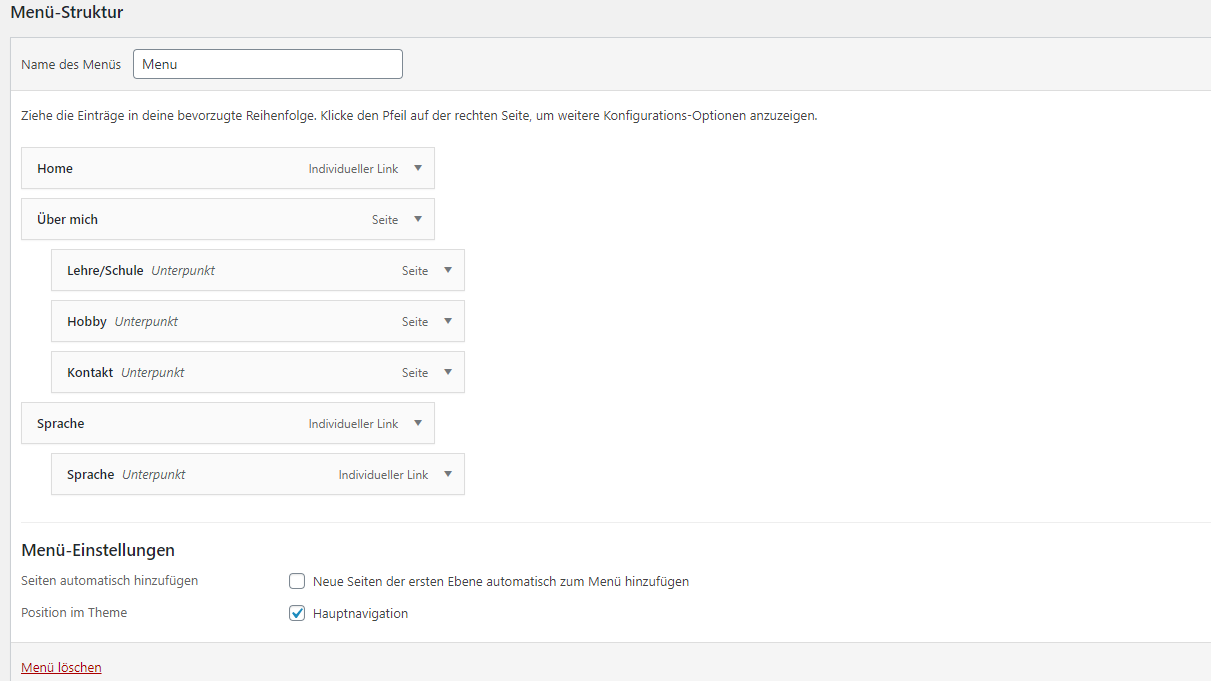 Menü-Struktur
Name des Menüs Menu
Ziehe die Einträge in deine bevorzugte Reihenfolge. Klicke den Pfeil auf der rechten Seite, um weitere Konfigurations-Optionen anzuzeigen.
Home Individueller Link
Über mich Seite
Lehre/Schule Unterpunkt Seite
Hobby Unterpunkt Seite
Kontakt Unterpunkt Seite
Sprache Individueller Link
Sprache Unterpunkt Individueller Link
Menü-Einstellungen
Seiten automatisch hinzufügen Neue Seiten der ersten Ebene automatisch zum Menü hinzufügen
Position im Theme Hauptnavigation
Menü löschen